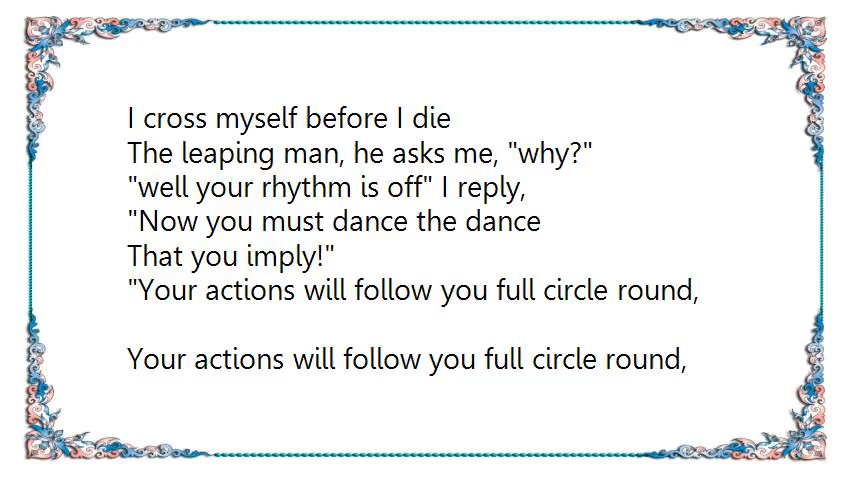 I cross myself before I die
The leaping man, he asks me, "why?"
"well your rhythm is off" I reply,
"Now you must dance the dance
That you imply!"
"Your actions will follow you full circle round,
Your actions will follow you full circle round,